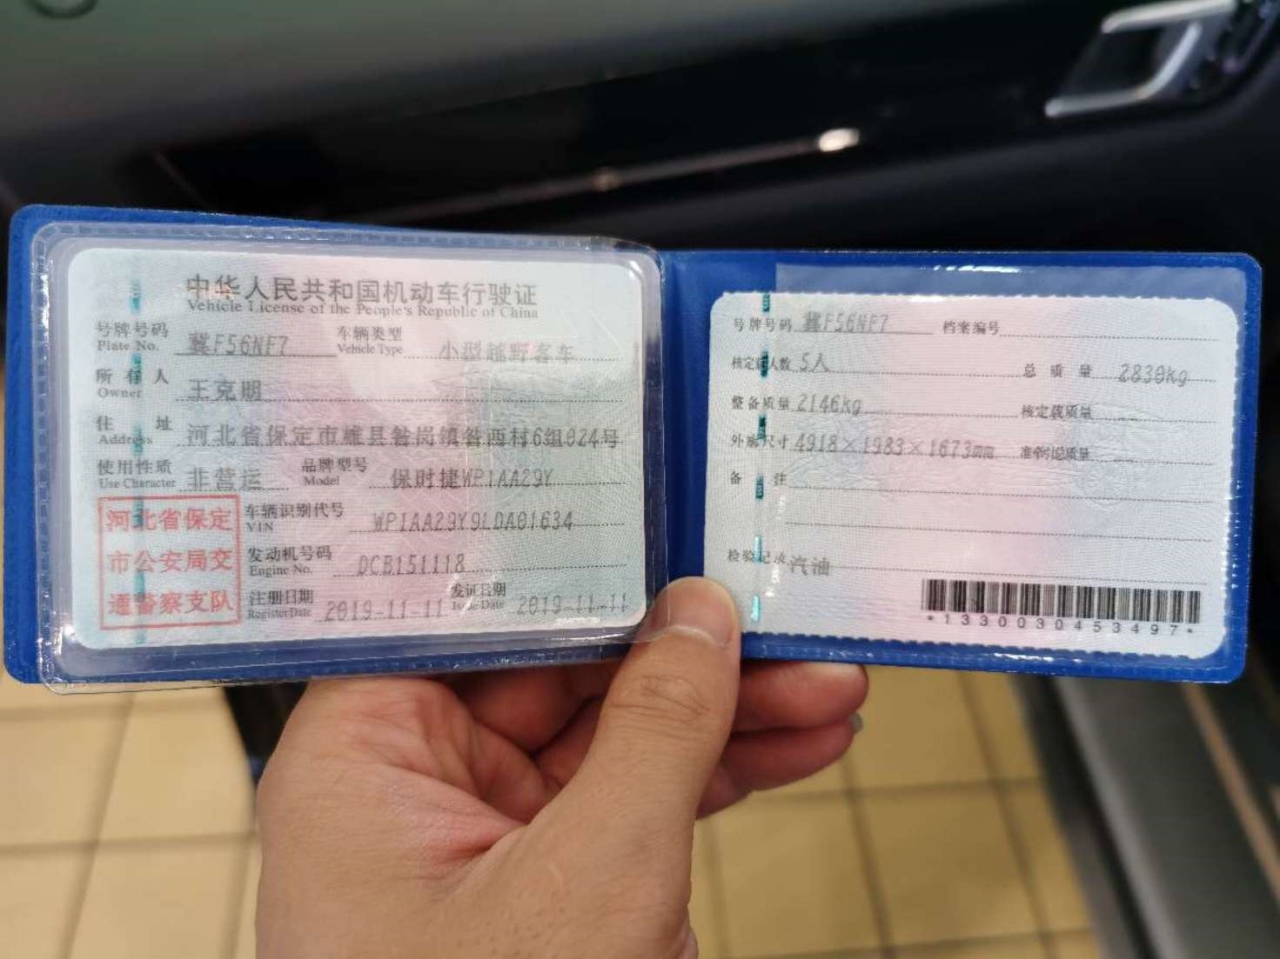 中华人民共和国机动车行驶证
Vehicle License of the People's Republic of China
号牌号码 冀F56NF7 车辆类型 小型越野客车
Plate No. Vehicle Type
所有人 王克朋
Owner
住址 河北省保定市雄县昝岗镇昝西村6组024号
Address
使用性质 非营运 品牌型号 保时捷WP1AA29Y
Use Character Model
河北省保定
市公安局交
通警察支队
车辆识别代号 WP1AA29Y9LDA01634
VIN
发动机号码 DCB151118
Engine No.
注册日期 2019-11-11 发证日期 2019-11-11
Register Date Issue Date
号牌号码 冀F56NF7 档案编号
核定载人数 5人 总质量 2830kg
整备质量 2146kg 核定载质量
外廓尺寸 4918×1983×1673mm 准牵引总质量
备注
检验记录 汽油
*1330030453497*